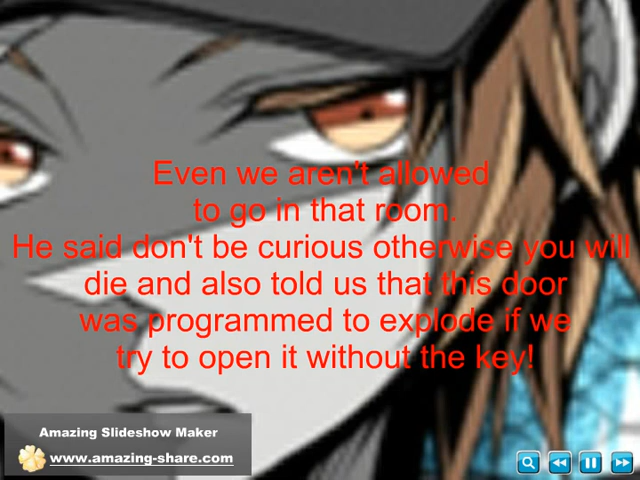 Even we aren't allowed
to go in that room.
He said don't be curious otherwise you will
die and also told us that this door
was programmed to explode if we
try to open it without the key!
Amazing Slideshow Maker
www.amazing-share.com